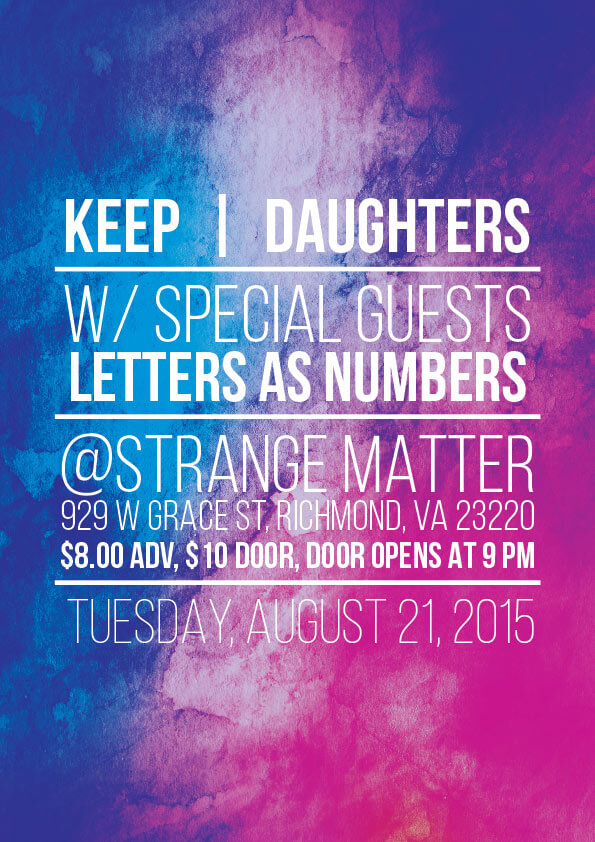 KEEP | DAUGHTERS
W/ SPECIAL GUESTS
LETTERS AS NUMBERS
@STRANGE MATTER
929 W GRACE ST, RICHMOND, VA 23220
$8.00 ADV, $10 DOOR, DOOR OPENS AT 9 PM
TUESDAY, AUGUST 21, 2015